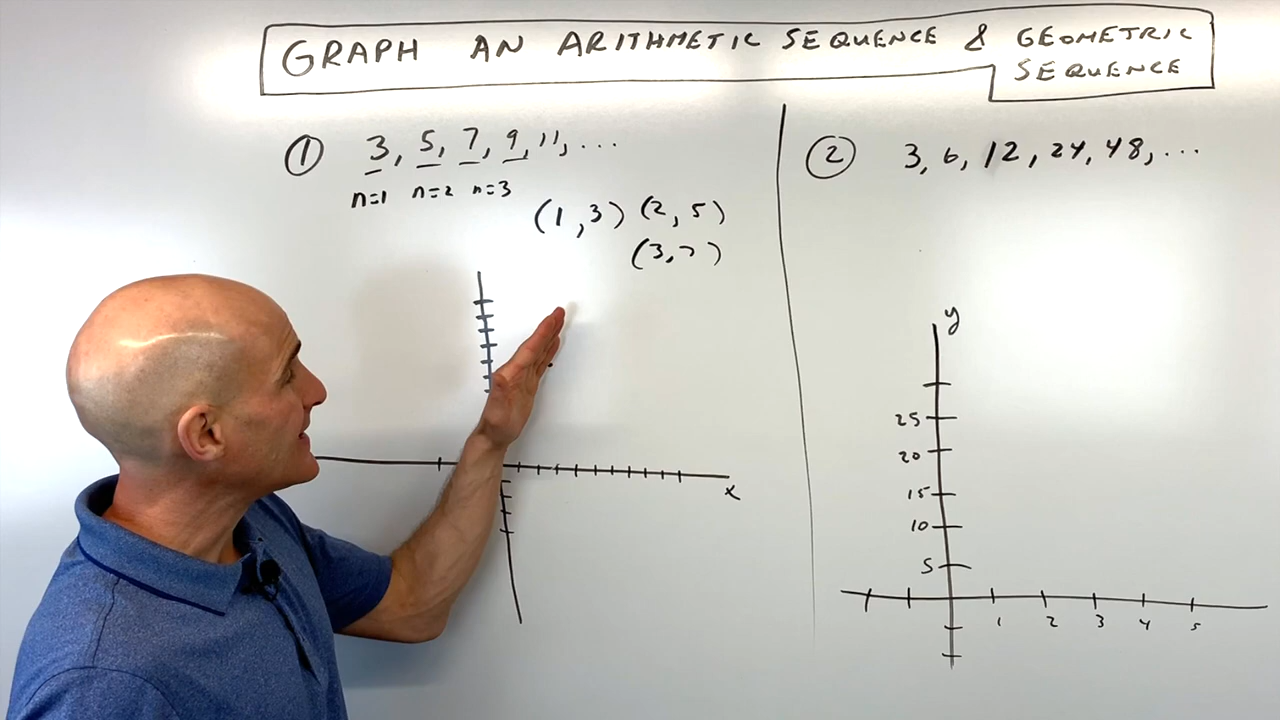 GRAPH AN ARITHMETIC SEQUENCE & GEOMETRIC
SEQUENCE
① 3, 5, 7, 9, 11, ...
n=1 n=2 n=3
(1, 3) (2, 5)
(3, 7)
x
② 3, 6, 12, 24, 48, ...
y
25
20
15
10
5
1 2 3 4 5